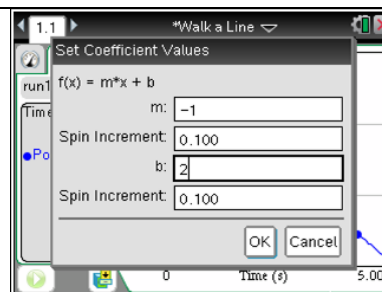 1.1
*Walk a Line
Set Coefficient Values
run1
f(x) = m*x + b
Time
m: -1
Spin Increment: 0.100
Po
b: 2
Spin Increment: 0.100
OK Cancel
0 Time (s) 5.00